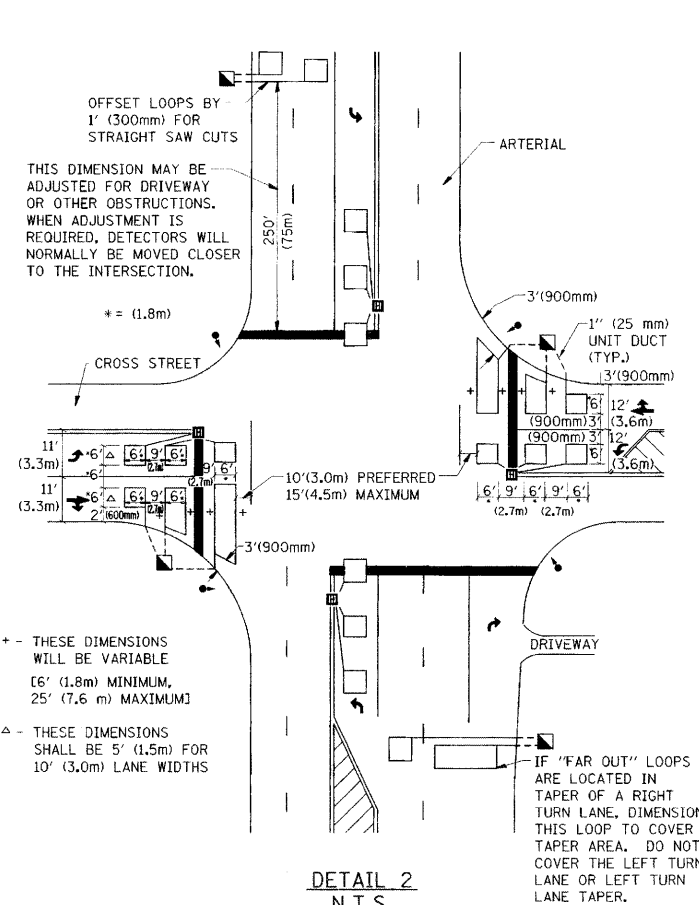 OFFSET LOOPS BY
1' (300mm) FOR
STRAIGHT SAW CUTS
THIS DIMENSION MAY BE
ADJUSTED FOR DRIVEWAY
OR OTHER OBSTRUCTIONS.
WHEN ADJUSTMENT IS
REQUIRED, DETECTORS WILL
NORMALLY BE MOVED CLOSER
TO THE INTERSECTION.
* = (1.8m)
250'
(75m)
ARTERIAL
3'(900mm)
1" (25 mm)
UNIT DUCT
(TYP.)
3'(900mm)
CROSS STREET
6'
12'
(3.6m)
(900mm) 3'
(900mm) 3'
6'
12'
(3.6m)
11'
(3.3m)
*6' △ 6' 9' 6'
(2.7m)
*6'
9' 6'
(2.7m)
11'
(3.3m)
*6' △ 6' 9' 6'
(2.7m)
2' (600mm)
10'(3.0m) PREFERRED
15'(4.5m) MAXIMUM
6' 9' 6' 9' 6'
* * *
(2.7m) (2.7m)
3'(900mm)
+ - THESE DIMENSIONS
WILL BE VARIABLE
[6' (1.8m) MINIMUM,
25' (7.6 m) MAXIMUM]
△ - THESE DIMENSIONS
SHALL BE 5' (1.5m) FOR
10' (3.0m) LANE WIDTHS
DRIVEWAY
IF "FAR OUT" LOOPS
ARE LOCATED IN
TAPER OF A RIGHT
TURN LANE, DIMENSION
THIS LOOP TO COVER
TAPER AREA. DO NOT
COVER THE LEFT TURN
LANE OR LEFT TURN
LANE TAPER.
DETAIL 2
N.T.S.